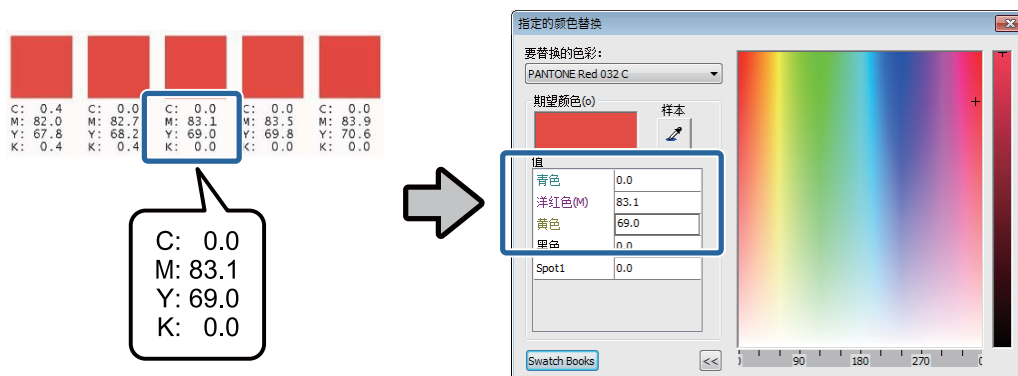 C: 0.4
M: 82.0
Y: 67.8
K: 0.4
C: 0.0
M: 82.7
Y: 68.2
K: 0.4
C: 0.0
M: 83.1
Y: 69.0
K: 0.0
C: 0.0
M: 83.5
Y: 69.8
K: 0.0
C: 0.0
M: 83.9
Y: 70.6
K: 0.0
C: 0.0
M: 83.1
Y: 69.0
K: 0.0
指定的颜色替换
要替换的色彩:
PANTONE Red 032 C
期望颜色(o)
样本
值
青色 0.0
洋红色(M) 83.1
黄色 69.0
黑色 0.0
Spot1 0.0
Swatch Books
<<
90 180 270